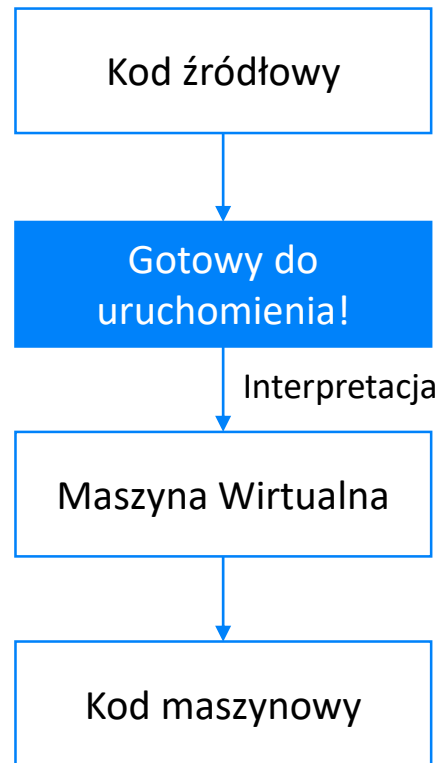 Kod źródłowy
Gotowy do
uruchomienia!
Interpretacja
Maszyna Wirtualna
Kod maszynowy